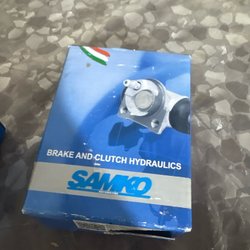 BRAKE AND CLUTCH HYDRAULICS
SAMKO